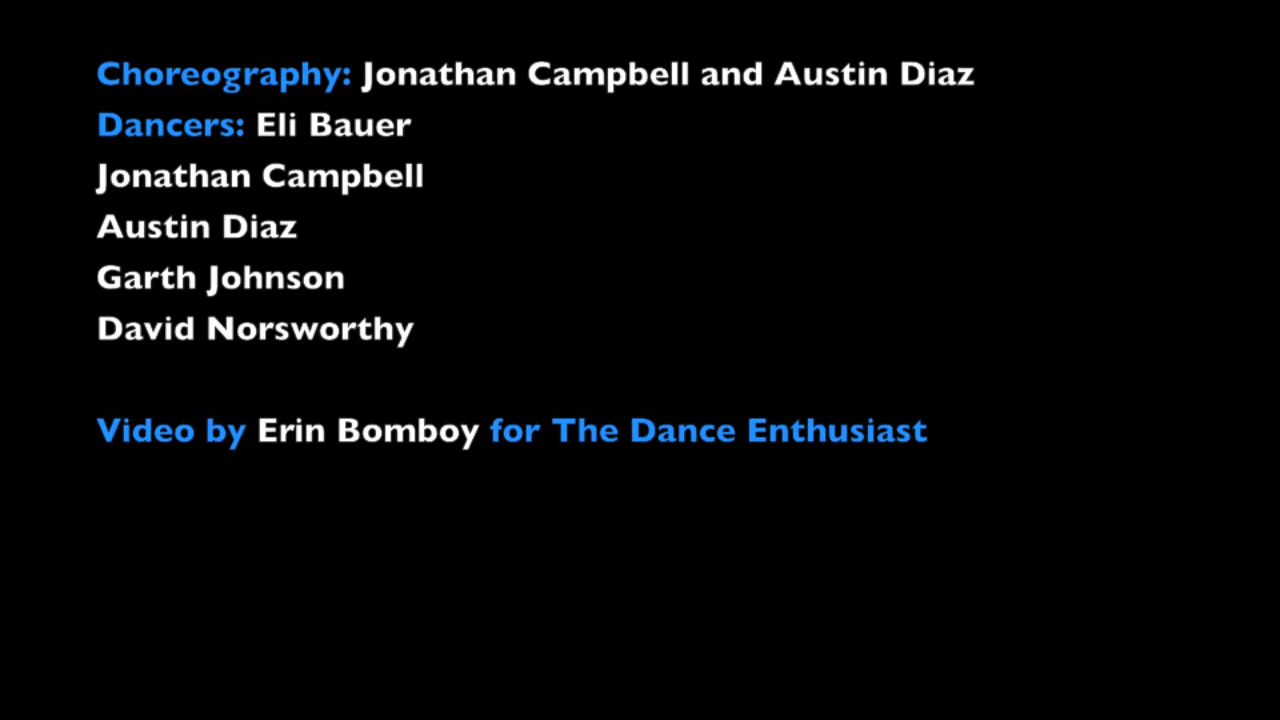 Choreography: Jonathan Campbell and Austin Diaz
Dancers: Eli Bauer
Jonathan Campbell
Austin Diaz
Garth Johnson
David Norsworthy
Video by Erin Bomboy for The Dance Enthusiast